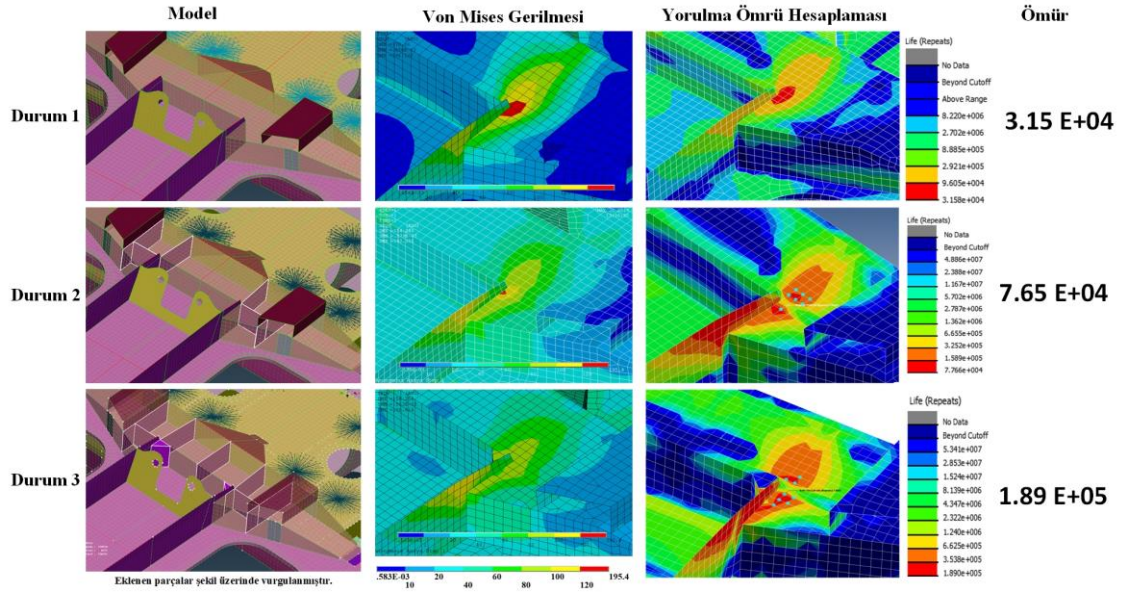 Model
Von Mises Gerilmesi
Yorulma Ömrü Hesaplaması
Ömür
Durum 1
Life (Repeats)
No Data
Beyond Cutoff
Above Range
8.220e+006
2.702e+006
8.885e+005
2.921e+005
9.605e+004
3.158e+004
3.15 E+04
Durum 2
Life (Repeats)
No Data
Beyond Cutoff
4.886e+007
2.388e+007
1.167e+007
5.702e+006
2.787e+006
1.362e+006
6.655e+005
3.252e+005
1.589e+005
7.766e+004
7.65 E+04
Durum 3
Life (Repeats)
No Data
Beyond Cutoff
5.341e+007
2.853e+007
1.524e+007
8.139e+006
4.347e+006
2.322e+006
1.240e+006
6.625e+005
3.538e+005
1.890e+005
1.89 E+05
Eklenen parçalar şekil üzerinde vurgulanmıştır.
.583E-03 20 60 100 195.4
10 40 80 120